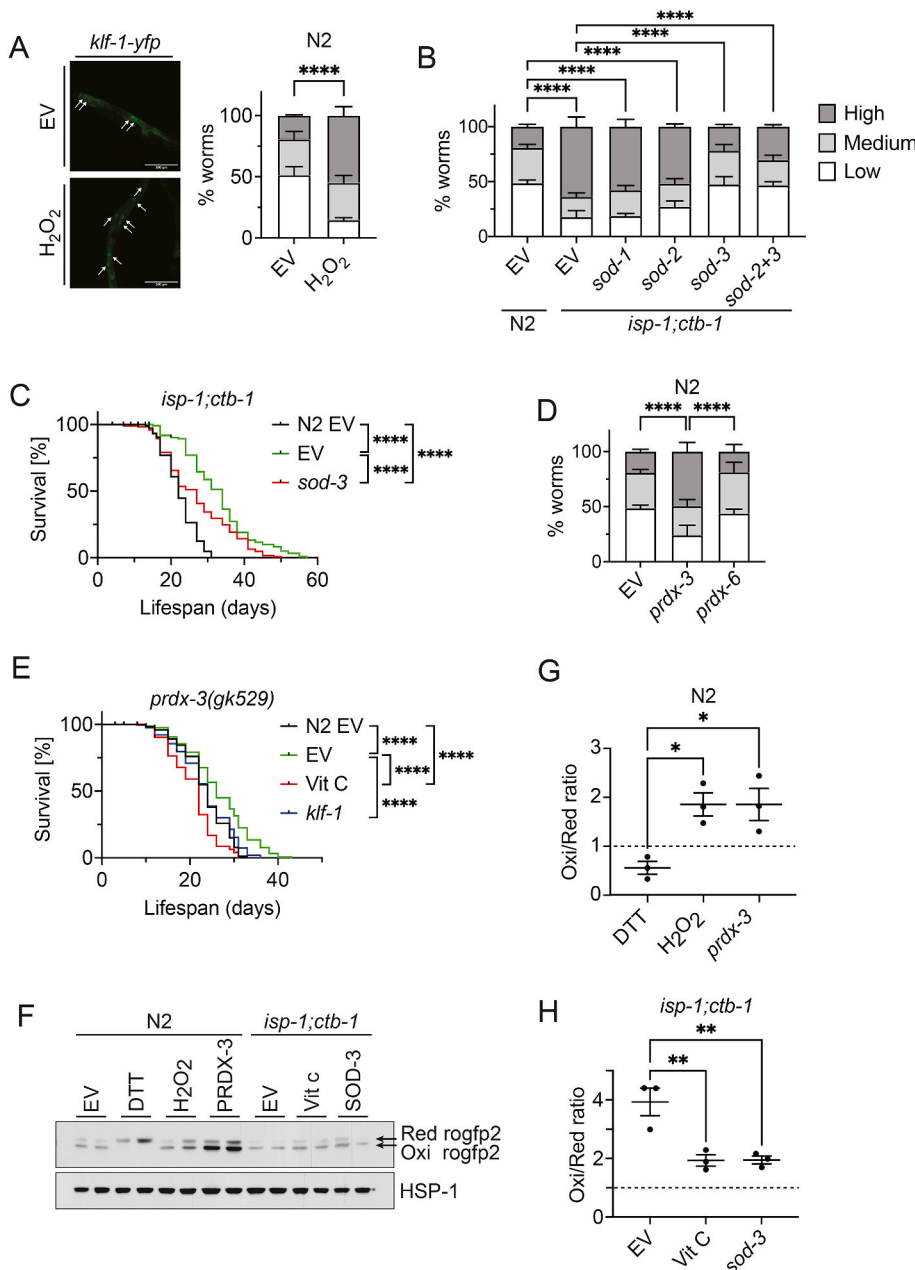 A
klf-1-yfp
EV
H2O2
N2
****
% worms
100
50
0
EV
H2O2
B
****
****
****
****
****
% worms
100
50
0
EV
EV
sod-1
sod-2
sod-3
sod-2+3
N2
isp-1;ctb-1
High
Medium
Low
C
isp-1;ctb-1
Survival [%]
100
50
0
0 20 40 60
Lifespan (days)
N2 EV
EV
sod-3
****
****
****
D
N2
**** ****
% worms
100
50
0
EV
prdx-3
prdx-6
E
prdx-3(gk529)
Survival [%]
100
50
0
0 20 40
Lifespan (days)
N2 EV
EV
Vit C
klf-1
****
****
****
****
G
N2
*
*
Oxi/Red ratio
3
2
1
0
DTT
H2O2
prdx-3
F
N2
isp-1;ctb-1
EV
DTT
H2O2
PRDX-3
EV
Vit c
SOD-3
Red rogfp2
Oxi rogfp2
HSP-1
H
isp-1;ctb-1
**
**
Oxi/Red ratio
4
2
0
EV
Vit C
sod-3